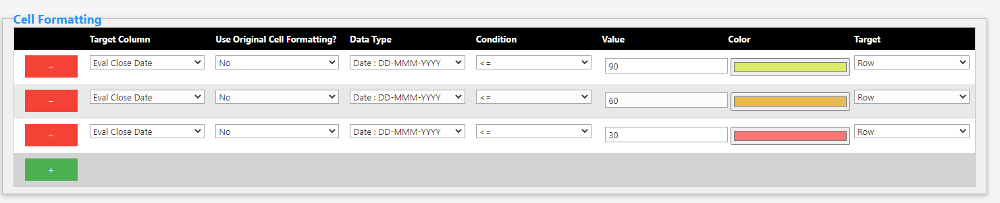 Cell Formatting
Target Column Use Original Cell Formatting? Data Type Condition Value Color Target
– Eval Close Date No Date : DD-MMM-YYYY <= 90 Row
– Eval Close Date No Date : DD-MMM-YYYY <= 60 Row
– Eval Close Date No Date : DD-MMM-YYYY <= 30 Row
+